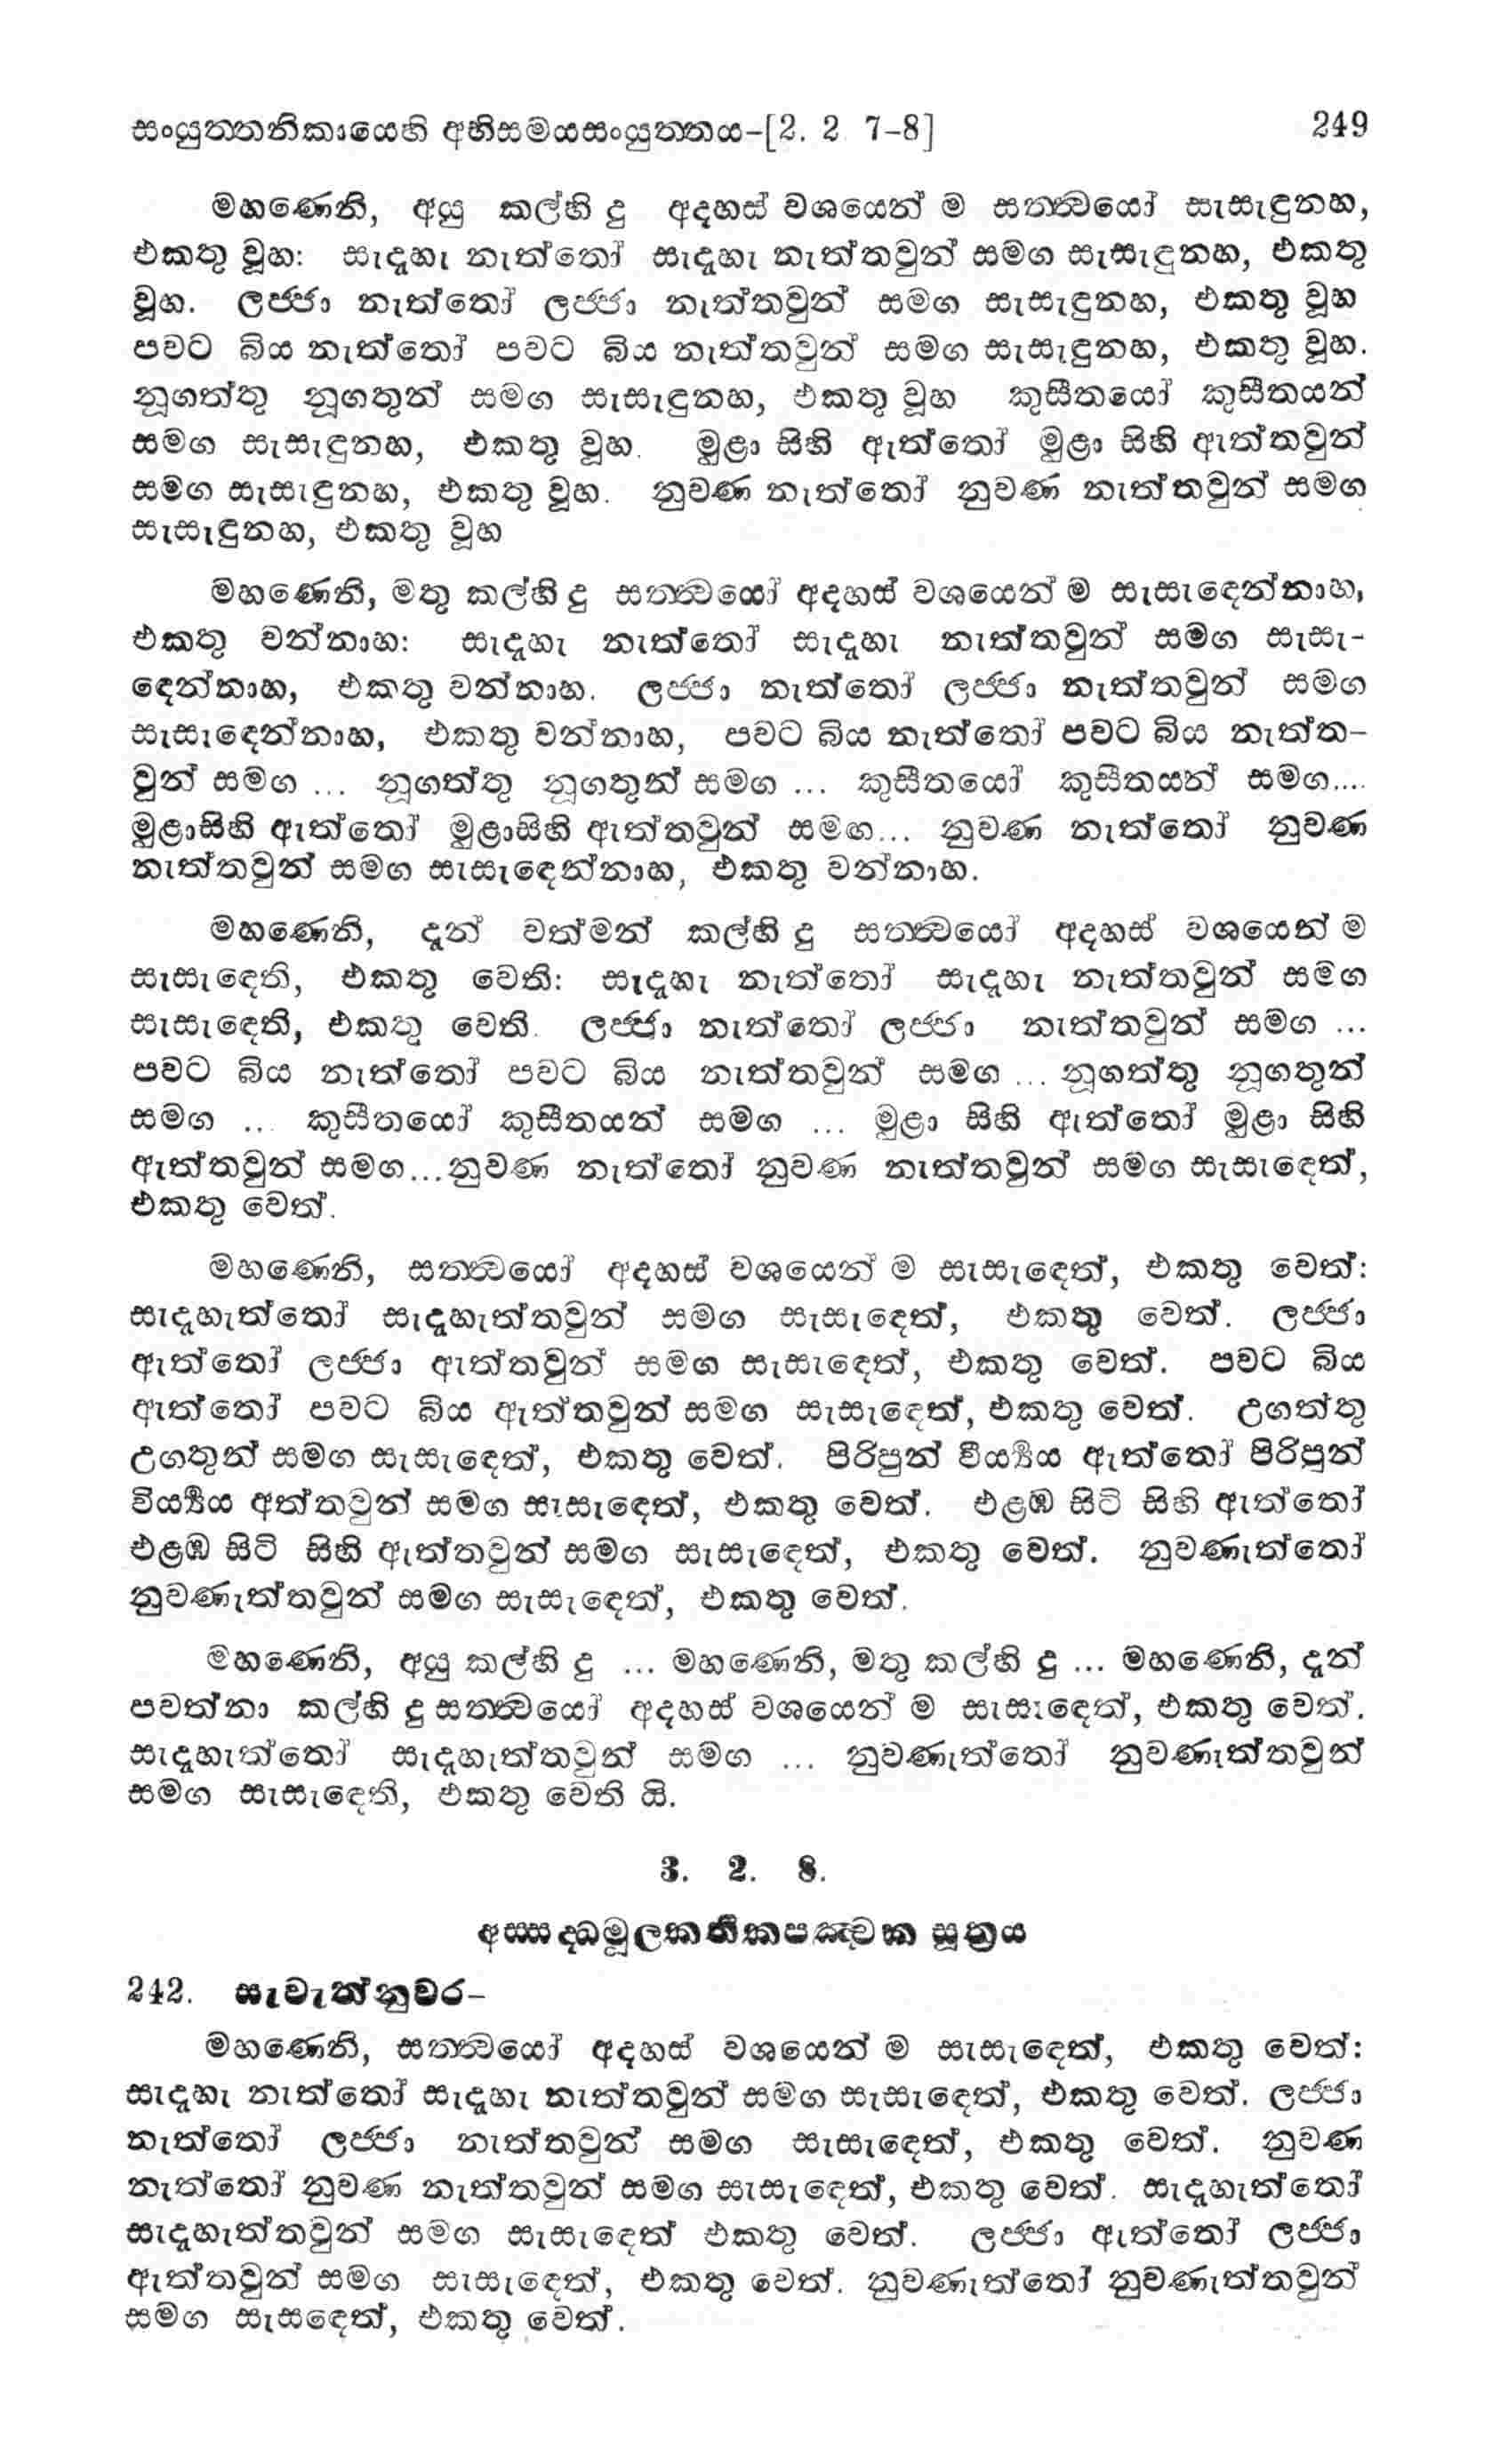 සංයුත්තනිකායෙහි අභිසමයසංයුත්තය-[2. 2 7-8] 249
මහණෙනි, අයු කල්හි දු අදහස් වශයෙන් ම සත්ත්වයෝ සැසැඳුනහ,
එකතු වූහ: සැදෑහැ නැත්තෝ සැදෑහැ නැත්තවුන් සමග සැසැඳුනහ, එකතු
වූහ. ලජ්ජා නැත්තෝ ලජ්ජා නැත්තවුන් සමග සැසැඳුනහ, එකතු වූහ
පවට බිය නැත්තෝ පවට බිය නැත්තවුන් සමග සැසැඳුනහ, එකතු වූහ.
නූගත්තු නූගතුන් සමග සැසැඳුනහ, එකතු වූහ කුසීතයෝ කුසීතයන්
සමග සැසැඳුනහ, එකතු වූහ. මුළා සිහි ඇත්තෝ මුළා සිහි ඇත්තවුන්
සමග සැසැඳුනහ, එකතු වූහ. නුවණ නැත්තෝ නුවණ නැත්තවුන් සමග
සැසැඳුනහ, එකතු වූහ
මහණෙනි, මතු කල්හි දු සත්ත්වයෝ අදහස් වශයෙන් ම සැසැඳෙන්නාහ,
එකතු වන්නාහ: සැදෑහැ නැත්තෝ සැදෑහැ නැත්තවුන් සමග සැසැ-
ඳෙන්නාහ, එකතු වන්නාහ. ලජ්ජා නැත්තෝ ලජ්ජා නැත්තවුන් සමග
සැසැඳෙන්නාහ, එකතු වන්නාහ, පවට බිය නැත්තෝ පවට බිය නැත්ත-
වුන් සමග ... නූගත්තු නූගතුන් සමග ... කුසීතයෝ කුසීතයන් සමග....
මුළාසිහි ඇත්තෝ මුළාසිහි ඇත්තවුන් සමඟ... නුවණ නැත්තෝ නුවණ
නැත්තවුන් සමග සැසැඳෙන්නාහ, එකතු වන්නාහ.
මහණෙනි, දැන් වත්මන් කල්හි දු සත්ත්වයෝ අදහස් වශයෙන් ම
සැසැඳෙති, එකතු වෙති: සැදෑහැ නැත්තෝ සැදෑහැ නැත්තවුන් සමග
සැසැඳෙති, එකතු වෙති. ලජ්ජා නැත්තෝ ලජ්ජා නැත්තවුන් සමග ...
පවට බිය නැත්තෝ පවට බිය නැත්තවුන් සමග ... නූගත්තු නූගතුන්
සමග ... කුසීතයෝ කුසීතයන් සමග ... මුළා සිහි ඇත්තෝ මුළා සිහි
ඇත්තවුන් සමග...නුවණ නැත්තෝ නුවණ නැත්තවුන් සමග සැසැඳෙත්,
එකතු වෙත්.
මහණෙනි, සත්ත්වයෝ අදහස් වශයෙන් ම සැසැඳෙත්, එකතු වෙත්:
සැදෑහැත්තෝ සැදෑහැත්තවුන් සමග සැසැඳෙත්, එකතු වෙත්. ලජ්ජා
ඇත්තෝ ලජ්ජා ඇත්තවුන් සමග සැසැඳෙත්, එකතු වෙත්. පවට බිය
ඇත්තෝ පවට බිය ඇත්තවුන් සමග සැසැඳෙත්, එකතු වෙත්. උගත්තු
උගතුන් සමග සැසැඳෙත්, එකතු වෙත්. පිරිපුන් වීර්‍ය්‍යය ඇත්තෝ පිරිපුන්
වීර්‍ය්‍යය අත්තවුන් සමග සැසැඳෙත්, එකතු වෙත්. එළඹ සිටි සිහි ඇත්තෝ
එළඹ සිටි සිහි ඇත්තවුන් සමග සැසැඳෙත්, එකතු වෙත්. නුවණැත්තෝ
නුවණැත්තවුන් සමග සැසැඳෙත්, එකතු වෙත්.
මහණෙනි, අයු කල්හි දු ... මහණෙනි, මතු කල්හි දු ... මහණෙනි, දැන්
පවත්නා කල්හි දු සත්ත්වයෝ අදහස් වශයෙන් ම සැසැඳෙත්, එකතු වෙත්.
සැදෑහැත්තෝ සැදෑහැත්තවුන් සමග ... නුවණැත්තෝ නුවණැත්තවුන්
සමග සැසැඳෙති, එකතු වෙති යි.
3. 2. 8.
අස්සද්ධමූලකතිකපඤ්චක සූත්‍රය
242. සැවැත්නුවර-
මහණෙනි, සත්ත්වයෝ අදහස් වශයෙන් ම සැසැඳෙත්, එකතු වෙත්:
සැදෑහැ නැත්තෝ සැදෑහැ නැත්තවුන් සමග සැසැඳෙත්, එකතු වෙත්. ලජ්ජා
නැත්තෝ ලජ්ජා නැත්තවුන් සමග සැසැඳෙත්, එකතු වෙත්. නුවණ
නැත්තෝ නුවණ නැත්තවුන් සමග සැසැඳෙත්, එකතු වෙත්. සැදෑහැත්තෝ
සැදෑහැත්තවුන් සමග සැසැඳෙත් එකතු වෙත්. ලජ්ජා ඇත්තෝ ලජ්ජා
ඇත්තවුන් සමග සැසැඳෙත්, එකතු වෙත්. නුවණැත්තෝ නුවණැත්තවුන්
සමග සැසඳෙත්, එකතු වෙත්.